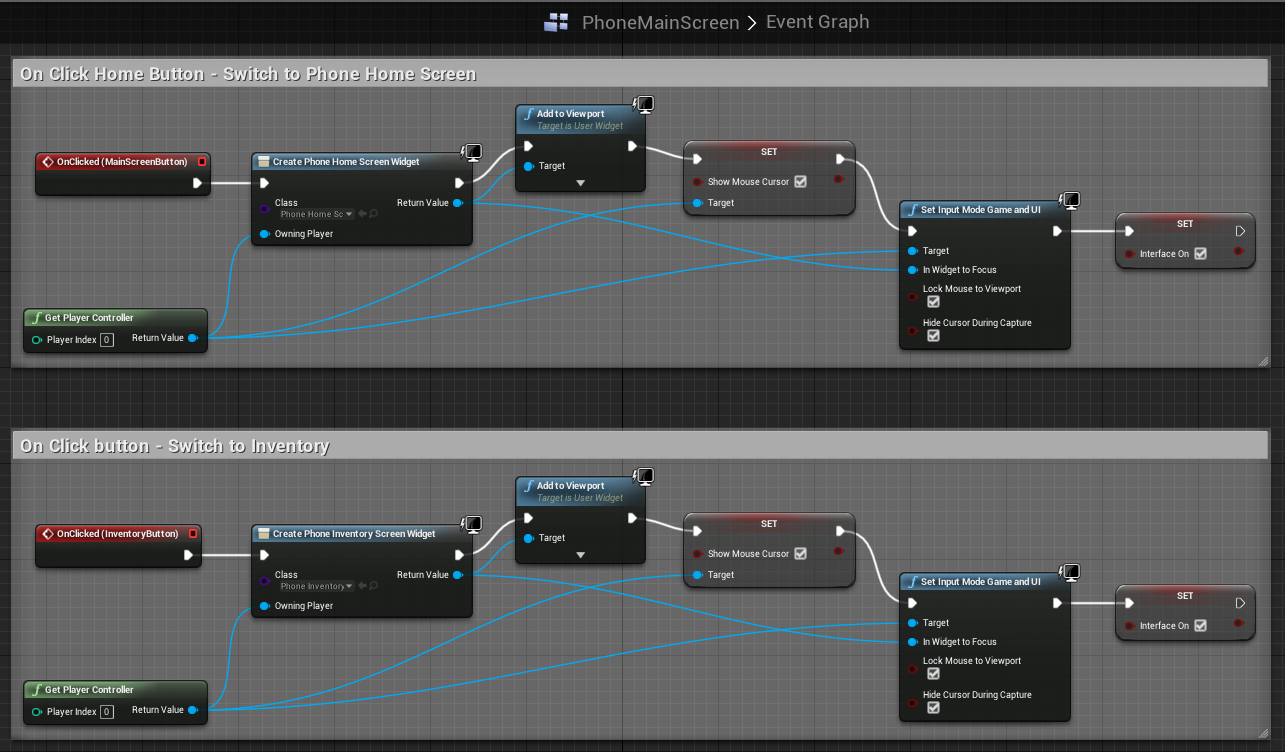 PhoneMainScreen > Event Graph
On Click Home Button - Switch to Phone Home Screen
Add to Viewport
Target is User Widget
Target
OnClicked (MainScreenButton)
Create Phone Home Screen Widget
Class
Phone Home Sc
Return Value
Owning Player
SET
Show Mouse Cursor
Target
Set Input Mode Game and UI
Target
In Widget to Focus
Lock Mouse to Viewport
Hide Cursor During Capture
SET
Interface On
Get Player Controller
Player Index 0
Return Value
On Click button - Switch to Inventory
Add to Viewport
Target is User Widget
Target
OnClicked (InventoryButton)
Create Phone Inventory Screen Widget
Class
Phone Inventory
Return Value
Owning Player
SET
Show Mouse Cursor
Target
Set Input Mode Game and UI
Target
In Widget to Focus
Lock Mouse to Viewport
Hide Cursor During Capture
SET
Interface On
Get Player Controller
Player Index 0
Return Value